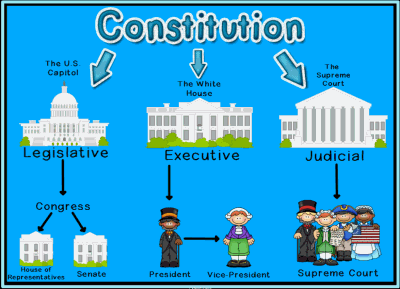 Constitution
The U.S
Capitol
The White
House
The
Supreme
Court
Legislative
Executive
Judicial
Congress
House of
Representatives
Senate
President
Vice-President
Supreme Court